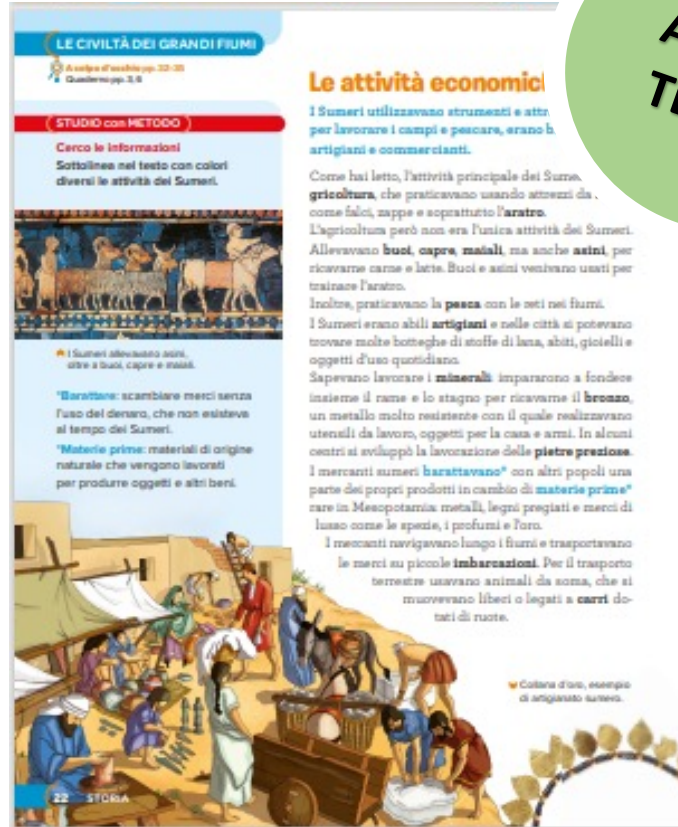 LE CIVILTÀ DEI GRANDI FIUMI
A colpo d'occhio pp. 32-35
Quaderno pp. 3, 6
STUDIO con METODO
Cerco le informazioni
Sottolinea nel testo con colori
diversi le attività dei Sumeri.
I Sumeri allevavano asini,
oltre a buoi, capre e maiali.
*Barattare: scambiare merci senza
l'uso del denaro, che non esisteva
al tempo dei Sumeri.
*Materie prime: materiali di origine
naturale che vengono lavorati
per produrre oggetti e altri beni.
Le attività economic
I Sumeri utilizzavano strumenti e
per lavorare i campi e pescare, erano
artigiani e commercianti.
Come hai letto, l'attività principale dei
gricoltura, che praticavano usando attrezzi da
come falci, zappe e soprattutto l'aratro.
L'agricoltura però non era l'unica attività dei Sumeri.
Allevavano buoi, capre, maiali, ma anche asini, per
ricavarne carne e latte. Buoi e asini venivano usati per
trainare l'aratro.
Inoltre, praticavano la pesca con le reti nei fiumi.
I Sumeri erano abili artigiani e nelle città si potevano
trovare molte botteghe di stoffe di lana, abiti, gioielli e
oggetti d'uso quotidiano.
Sapevano lavorare i minerali: impararono a fondere
insieme il rame e lo stagno per ricavarne il bronzo,
un metallo molto resistente con il quale realizzavano
utensili da lavoro, oggetti per la casa e armi. In alcuni
centri si sviluppò la lavorazione delle pietre preziose.
I mercanti sumeri barattavano* con altri popoli una
parte dei propri prodotti in cambio di materie prime*
rare in Mesopotamia: metalli, legni pregiati e merci di
lusso come le spezie, i profumi e l'oro.
I mercanti navigavano lungo i fiumi e trasportavano
le merci su piccole imbarcazioni. Per il trasporto
terrestre usavano animali da soma, che si
muovevano liberi o legati a carri do-
tati di ruote.
Collana d'oro, esempio
di artigianato sumero.
22 STORIA